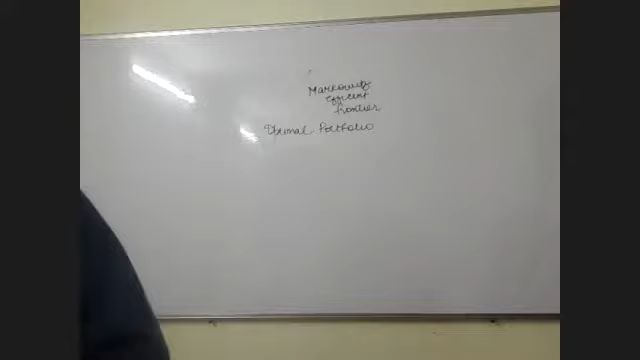 Markowitz
Efficient
frontier
Optimal Portfolio